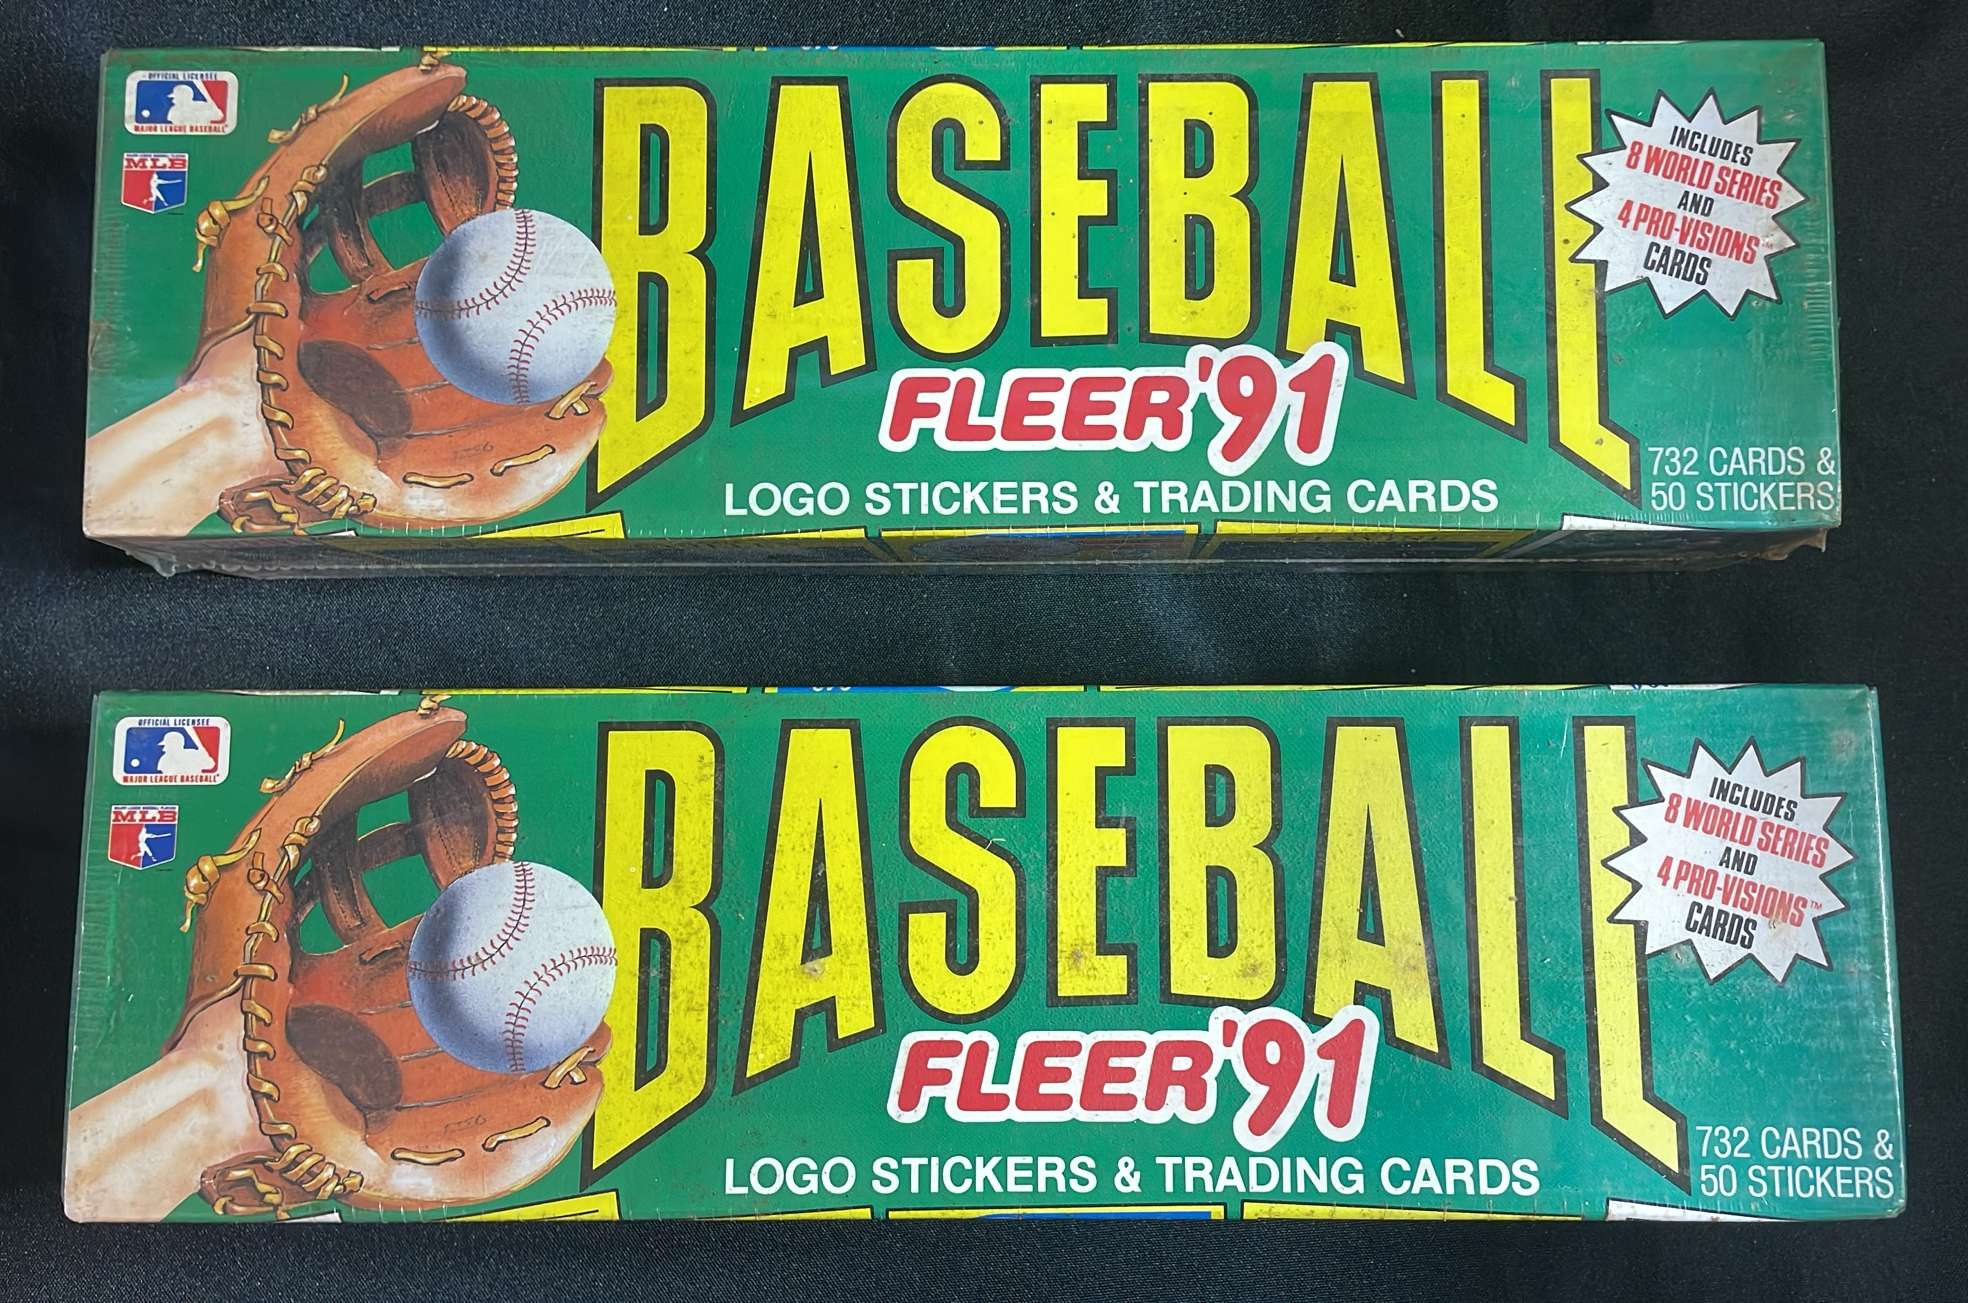 OFFICIAL LICENSEE
MAJOR LEAGUE BASEBALL
MLB
BASEBALL
INCLUDES
8 WORLD SERIES
AND
4 PRO-VISIONS™
CARDS
FLEER '91
LOGO STICKERS & TRADING CARDS
732 CARDS &
50 STICKERS
OFFICIAL LICENSEE
MAJOR LEAGUE BASEBALL
MLB
BASEBALL
INCLUDES
8 WORLD SERIES
AND
4 PRO-VISIONS™
CARDS
FLEER '91
LOGO STICKERS & TRADING CARDS
732 CARDS &
50 STICKERS